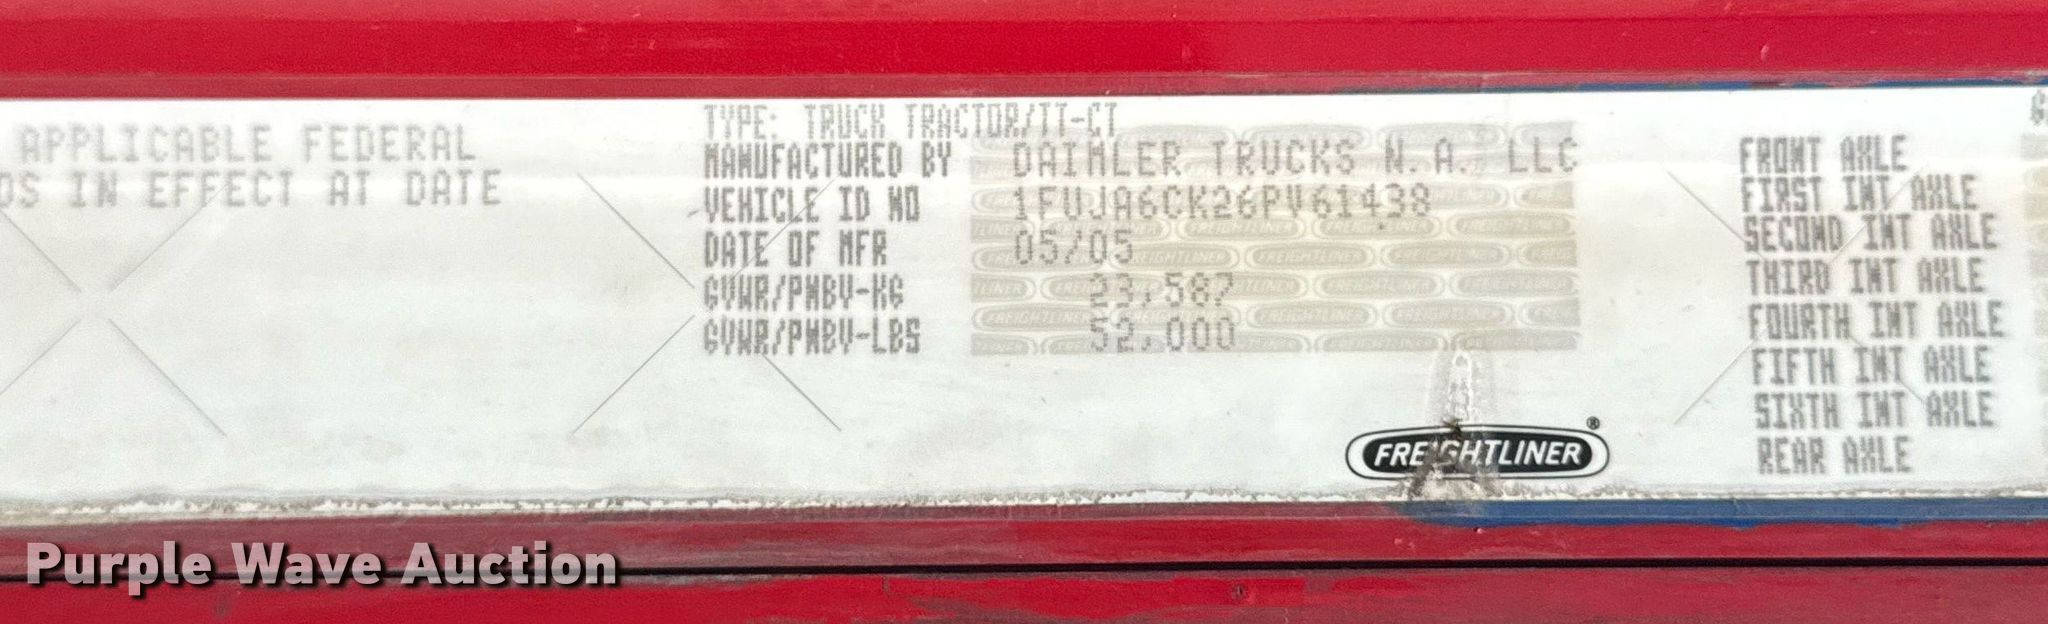 APPLICABLE FEDERAL
DS IN EFFECT AT DATE
TYPE: TRUCK TRACTOR/TT-CT
MANUFACTURED BY DAIMLER TRUCKS N.A. LLC
VEHICLE ID NO 1FUJA6CK26PV61438
DATE OF MFR 05/05
GVWR/PNBV-KG 23,587
GVWR/PNBV-LBS 52,000
FREIGHTLINER®
FRONT AXLE
FIRST INT AXLE
SECOND INT AXLE
THIRD INT AXLE
FOURTH INT AXLE
FIFTH INT AXLE
SIXTH INT AXLE
REAR AXLE
Purple Wave Auction